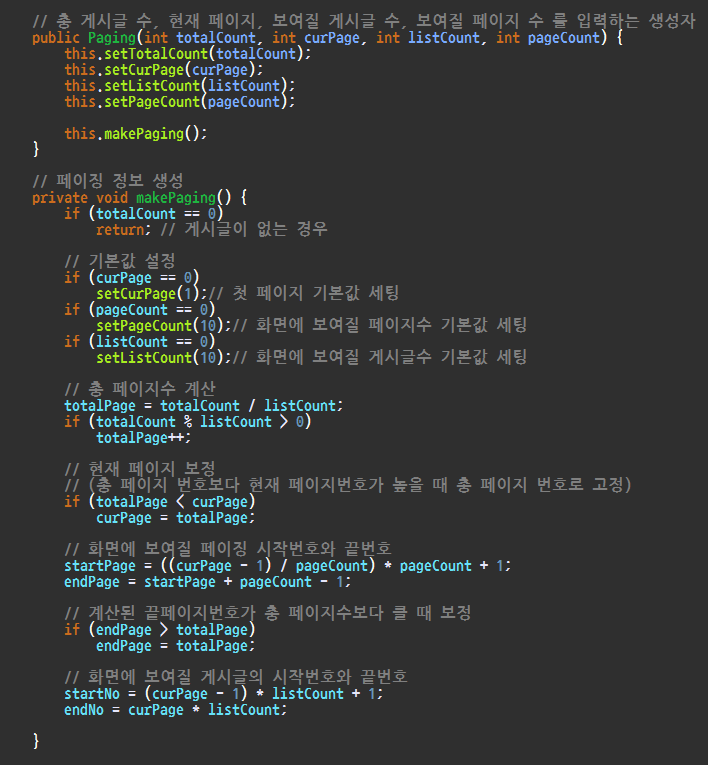 // 총 게시글 수, 현재 페이지, 보여질 게시글 수, 보여질 페이지 수 를 입력하는 생성자
public Paging(int totalCount, int curPage, int listCount, int pageCount) {
this.setTotalCount(totalCount);
this.setCurPage(curPage);
this.setListCount(listCount);
this.setPageCount(pageCount);
this.makePaging();
}
// 페이징 정보 생성
private void makePaging() {
if (totalCount == 0)
return; // 게시글이 없는 경우
// 기본값 설정
if (curPage == 0)
setCurPage(1);// 첫 페이지 기본값 세팅
if (pageCount == 0)
setPageCount(10);// 화면에 보여질 페이지수 기본값 세팅
if (listCount == 0)
setListCount(10);// 화면에 보여질 게시글수 기본값 세팅
// 총 페이지수 계산
totalPage = totalCount / listCount;
if (totalCount % listCount > 0)
totalPage++;
// 현재 페이지 보정
// (총 페이지 번호보다 현재 페이지번호가 높을 때 총 페이지 번호로 고정)
if (totalPage < curPage)
curPage = totalPage;
// 화면에 보여질 페이징 시작번호와 끝번호
startPage = ((curPage - 1) / pageCount) * pageCount + 1;
endPage = startPage + pageCount - 1;
// 계산된 끝페이지번호가 총 페이지수보다 클 때 보정
if (endPage > totalPage)
endPage = totalPage;
// 화면에 보여질 게시글의 시작번호와 끝번호
startNo = (curPage - 1) * listCount + 1;
endNo = curPage * listCount;
}